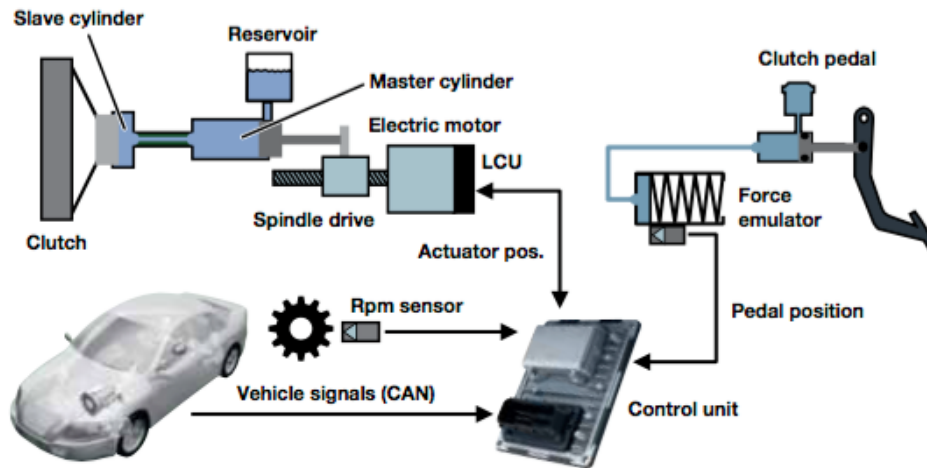 Slave cylinder
Reservoir
Clutch pedal
Master cylinder
Electric motor
LCU
Spindle drive
Force
emulator
Clutch
Actuator pos.
Rpm sensor
Pedal position
Vehicle signals (CAN)
Control unit